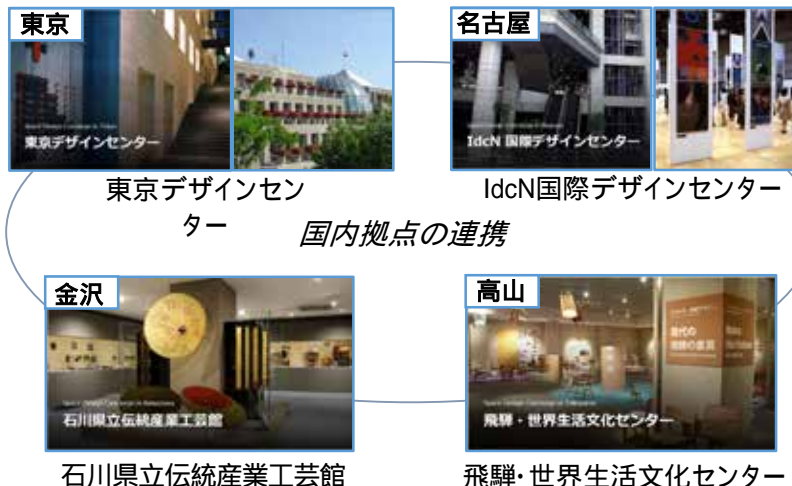 東京
東京デザインセンター
東京デザインセン
ター
名古屋
IdcN 国際デザインセンター
IdcN国際デザインセンター
国内拠点の連携
金沢
石川県立伝統産業工芸館
石川県立伝統産業工芸館
高山
飛騨・世界生活文化センター
飛騨・世界生活文化センター